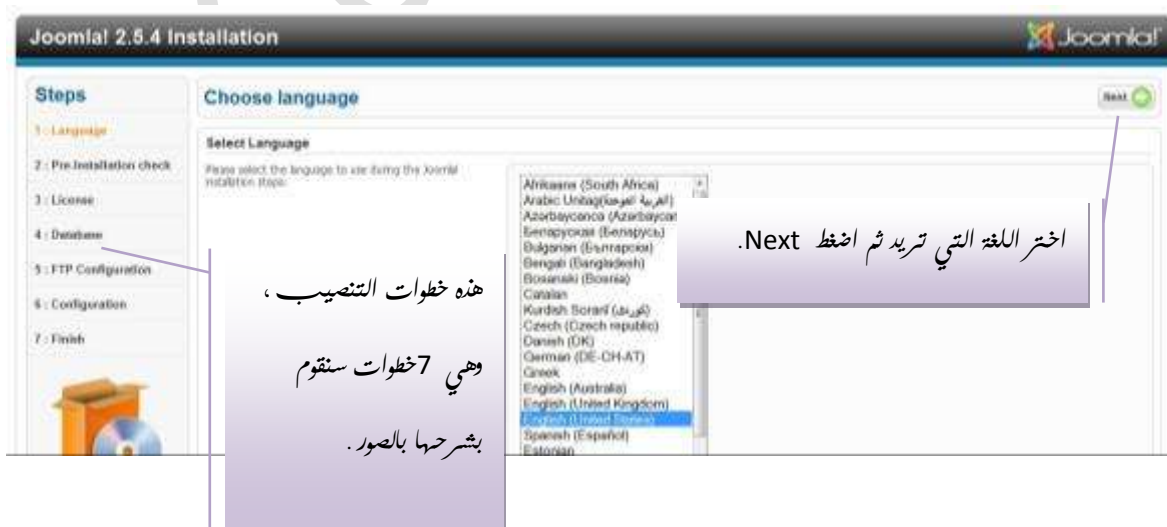 Joomla! 2.5.4 Installation
Joomla!
Steps
1 : Language
2 : Pre-Installation check
3 : License
4 : Database
5 : FTP Configuration
6 : Configuration
7 : Finish
Choose language
Next
Select Language
Please select the language to use during the Joomla!
installation steps:
Afrikaans (South Africa)
Arabic Unitag (العربية الموحدة)
Azərbaycanca (Azərbaycan
Беларуская (Беларусь)
Bulgarian (Български)
Bengali (Bangladesh)
Bosanski (Bosnia)
Catalan
Kurdish Soranî (کوردی)
Czech (Czech republic)
Danish (DK)
German (DE-CH-AT)
Greek
English (Australia)
English (United Kingdom)
English (United States)
Spanish (Español)
Estonian
اختر اللغة التي تريد ثم اضغط Next.
هذه خطوات التنصيب ،
وهي 7خطوات سنقوم
بشرحها بالصور .